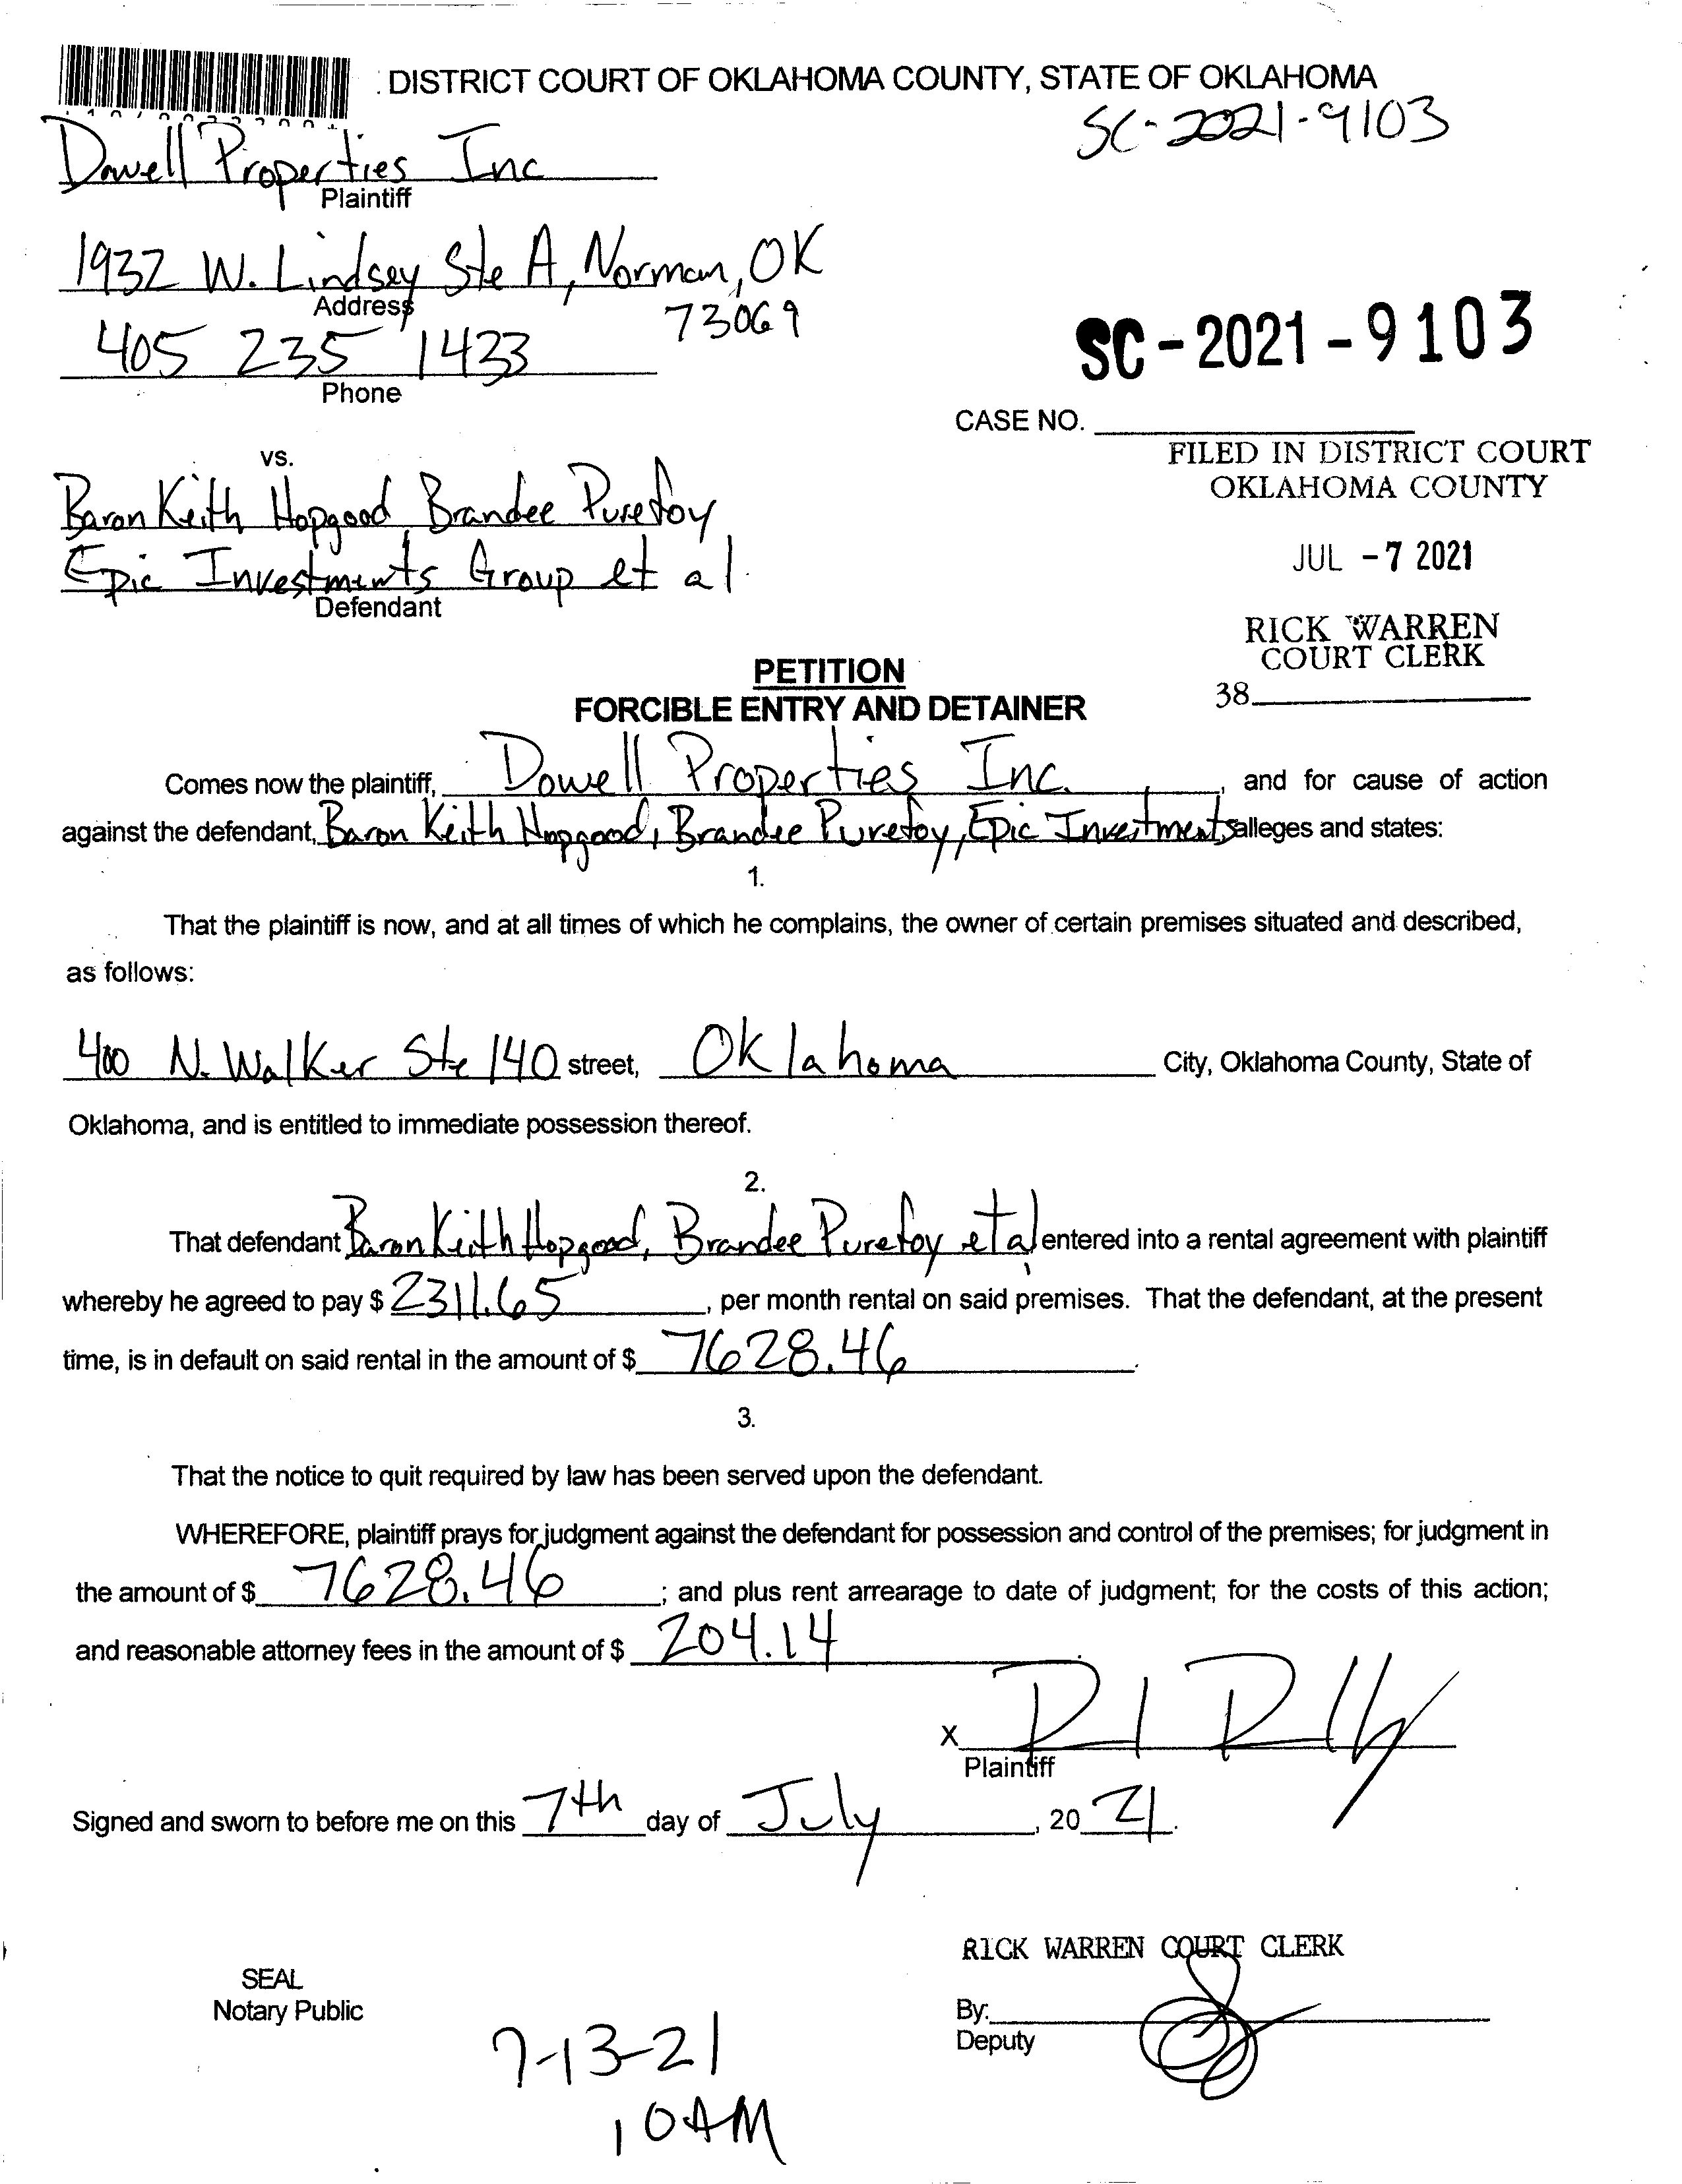 DISTRICT COURT OF OKLAHOMA COUNTY, STATE OF OKLAHOMA
SC-2021-9103
Dowell Properties Inc
Plaintiff
1932 W. Lindsey Ste A, Norman, OK
73069
Address
405 235 1433
Phone
SC-2021-9103
CASE NO.
FILED IN DISTRICT COURT
OKLAHOMA COUNTY
JUL -7 2021
RICK WARREN
COURT CLERK
38
vs.
Baron Keith Hopgood, Brandee Puretoy
Epic Investments Group et al.
Defendant
PETITION
FORCIBLE ENTRY AND DETAINER
Comes now the plaintiff, Dowell Properties Inc., and for cause of action
against the defendant, Baron Keith Hopgood, Brandee Puretoy, Epic Investments alleges and states:
1.
That the plaintiff is now, and at all times of which he complains, the owner of certain premises situated and described,
as follows:
400 N. Walker Ste 140 street, Oklahoma City, Oklahoma County, State of
Oklahoma, and is entitled to immediate possession thereof.
2.
That defendant Baron Keith Hopgood, Brandee Puretoy et al entered into a rental agreement with plaintiff
whereby he agreed to pay $ 2311.65, per month rental on said premises. That the defendant, at the present
time, is in default on said rental in the amount of $ 7628.46.
3.
That the notice to quit required by law has been served upon the defendant.
WHEREFORE, plaintiff prays for judgment against the defendant for possession and control of the premises; for judgment in
the amount of $ 7628.46; and plus rent arrearage to date of judgment; for the costs of this action;
and reasonable attorney fees in the amount of $ 204.14.
X
Plaintiff
Signed and sworn to before me on this 7th day of July, 20 21.
RICK WARREN COURT CLERK
SEAL
Notary Public
By:
Deputy
7-13-21
10AM